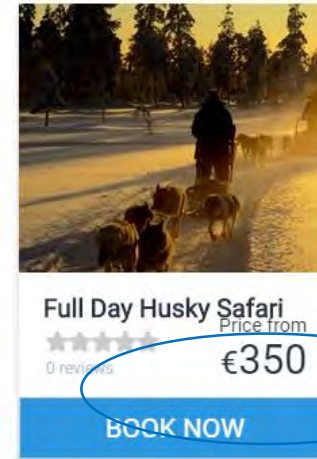 Full Day Husky Safari
Price from
0 reviews
€350
BOOK NOW